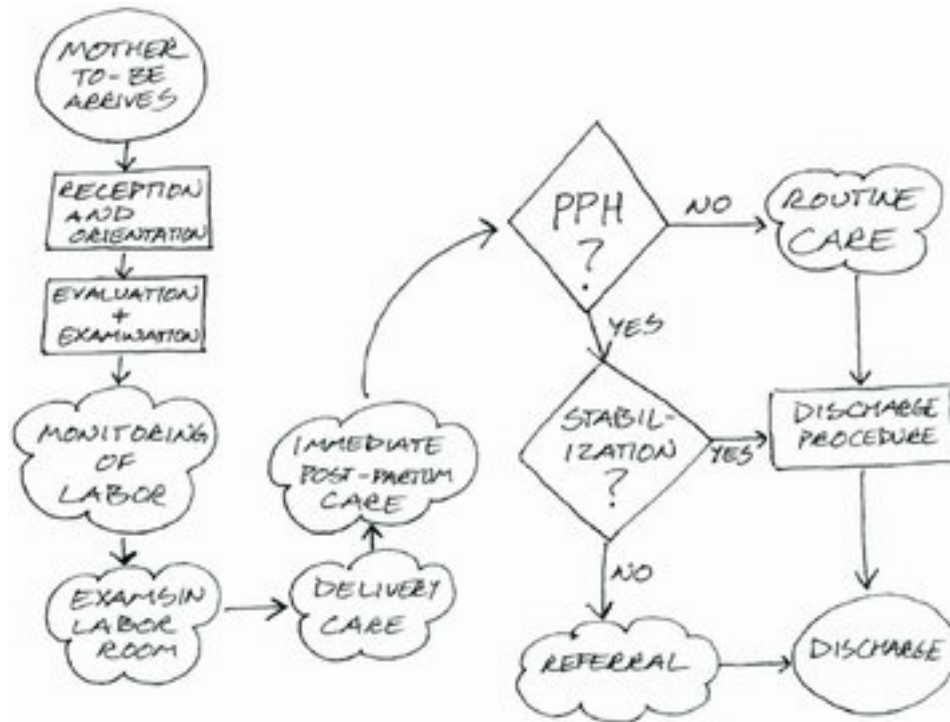 MOTHER
TO-BE
ARRIVES
RECEPTION
AND
ORIENTATION
EVALUATION
+
EXAMINATION
MONITORING
OF
LABOR
EXAMS IN
LABOR
ROOM
DELIVERY
CARE
IMMEDIATE
POST-PARTUM
CARE
PPH
?
NO
ROUTINE
CARE
YES
STABIL-
IZATION
?
YES
DISCHARGE
PROCEDURE
NO
REFERRAL
DISCHARGE